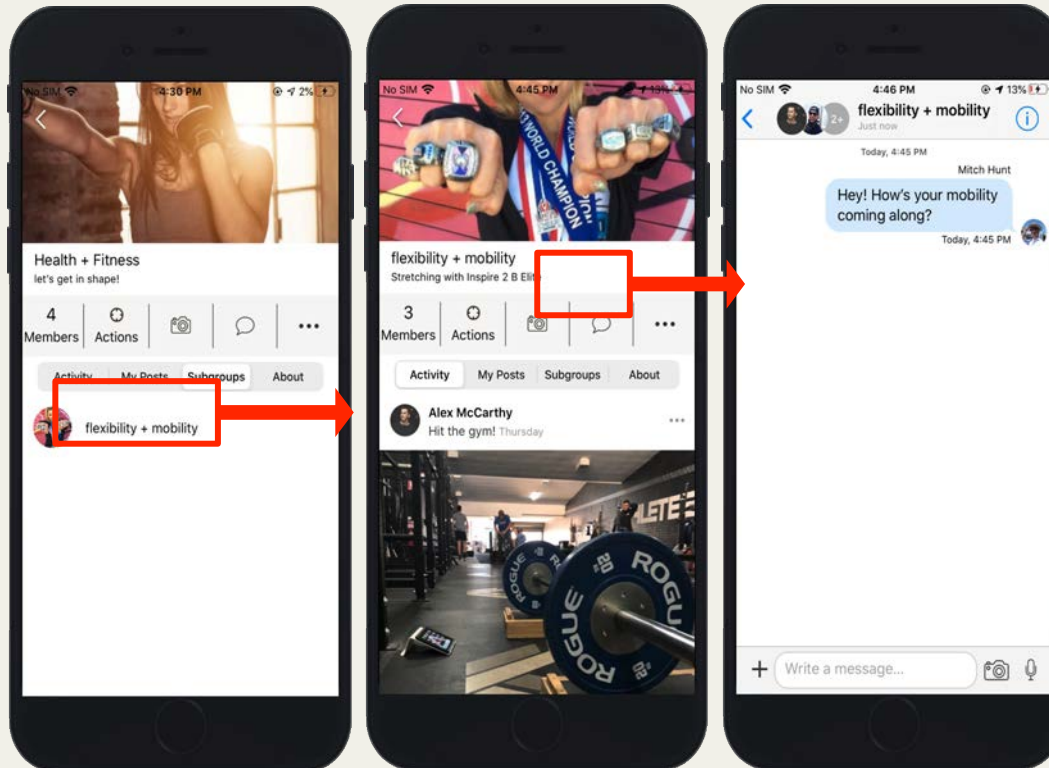 No SIM 4:30 PM 2%
Health + Fitness
let's get in shape!
4
Members
Actions
Activity My Posts Subgroups About
flexibility + mobility
No SIM 4:45 PM 13%
WORLD CHAMPION
flexibility + mobility
Stretching with Inspire 2 B Elite
3
Members
Actions
Activity My Posts Subgroups About
Alex McCarthy
Hit the gym! Thursday
ROGUE
20
ROGUE
No SIM 4:46 PM 13%
2+
flexibility + mobility
Just now
Today, 4:45 PM
Mitch Hunt
Hey! How's your mobility
coming along?
Today, 4:45 PM
Write a message...